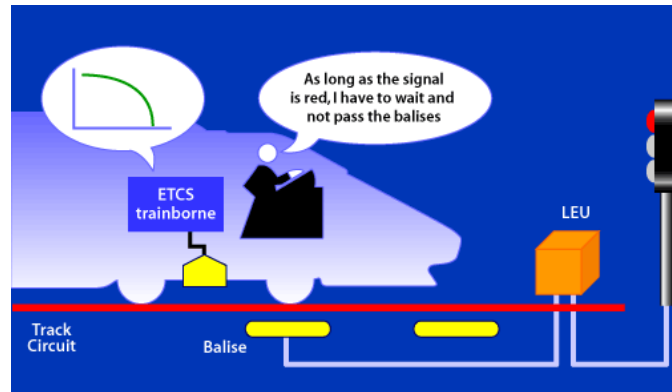 As long as the signal
is red, I have to wait and
not pass the balises
ETCS
trainborne
LEU
Track
Circuit
Balise